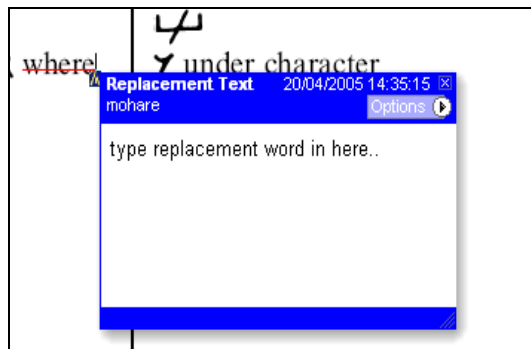 where under character
Replacement Text 20/04/2005 14:35:15
mohare Options
type replacement word in here..